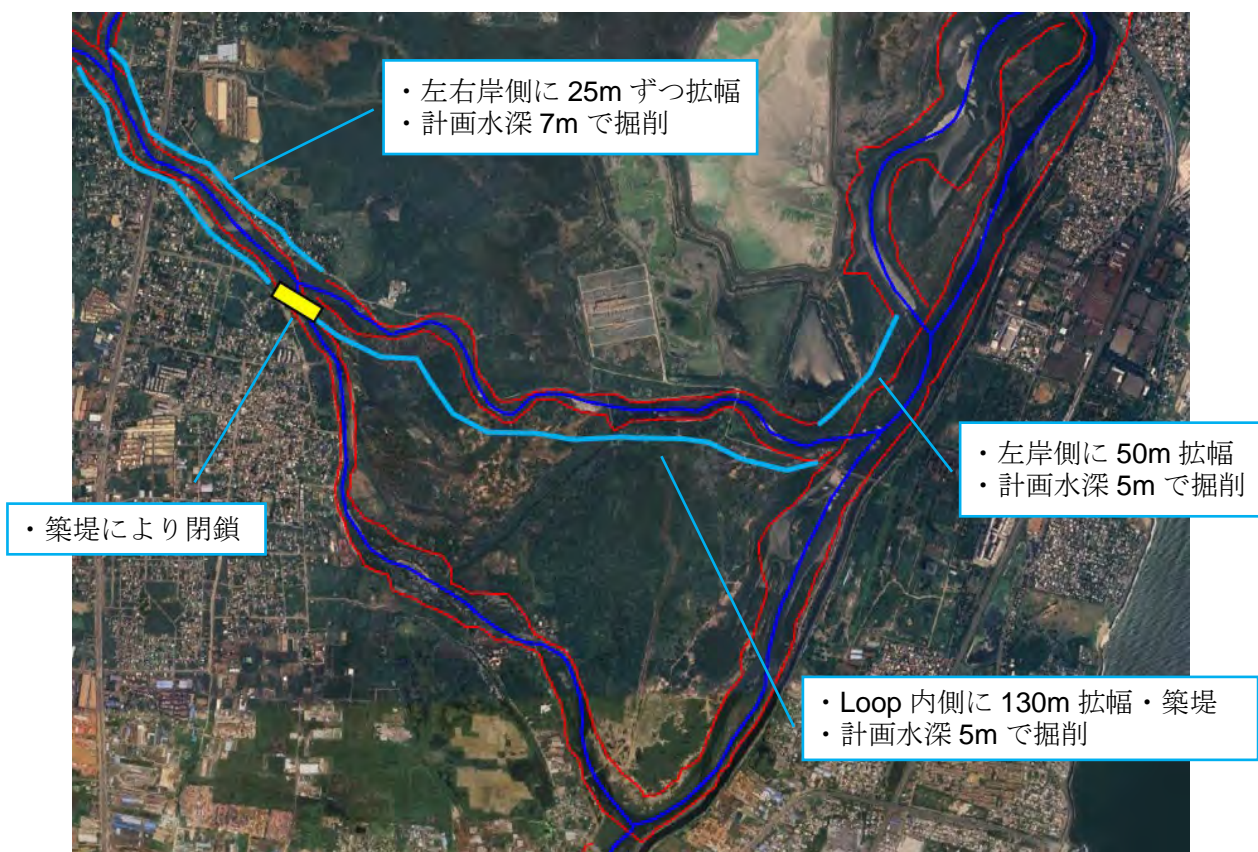 ・左右岸側に 25m ずつ拡幅
・計画水深 7m で掘削
・左岸側に 50m 拡幅
・計画水深 5m で掘削
・築堤により閉鎖
・Loop 内側に 130m 拡幅・築堤
・計画水深 5m で掘削